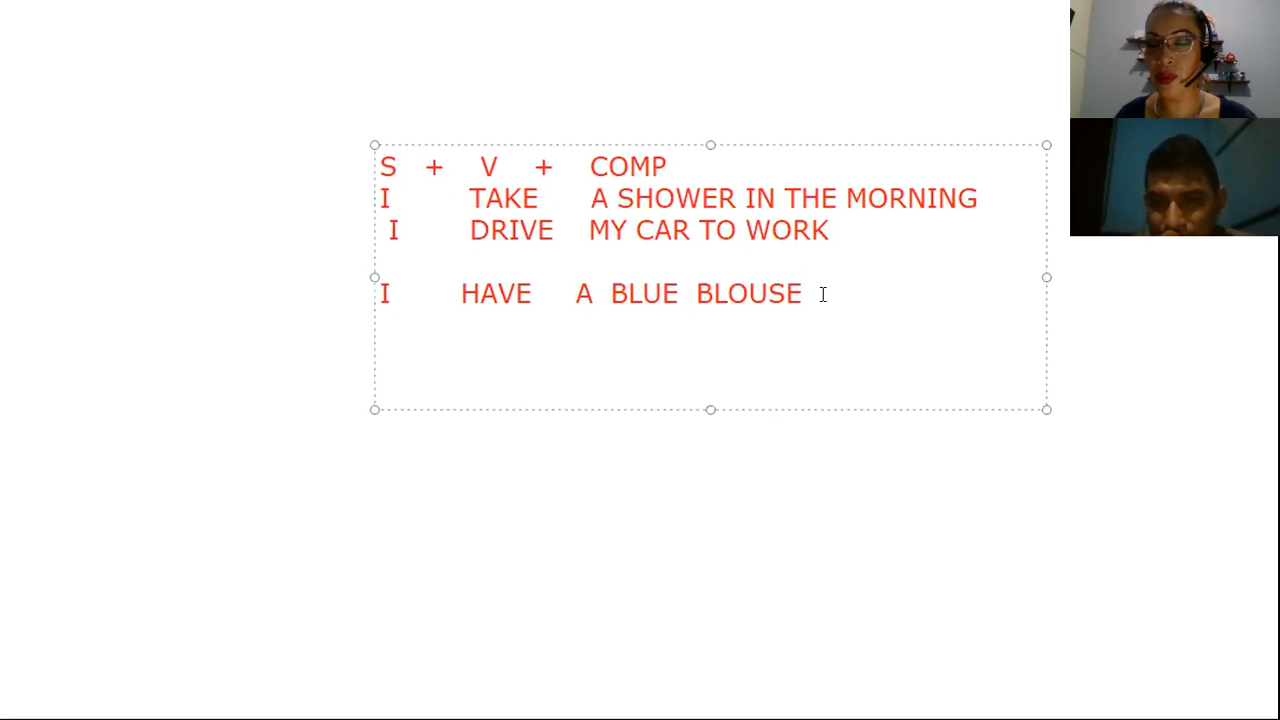 S + V + COMP
I TAKE A SHOWER IN THE MORNING
I DRIVE MY CAR TO WORK
I HAVE A BLUE BLOUSE